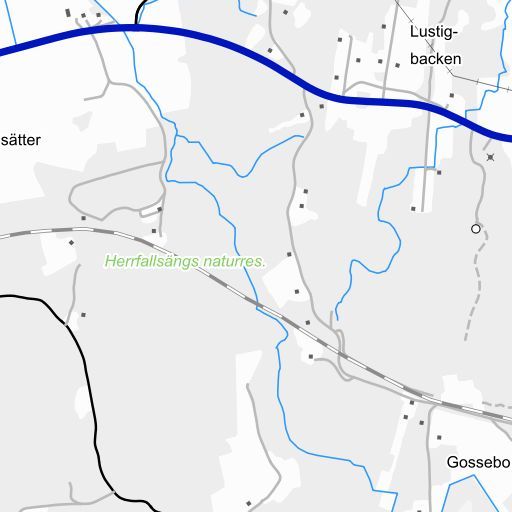 Lustig-
backen
sätter
Herrfallsängs naturres.
Gossebo